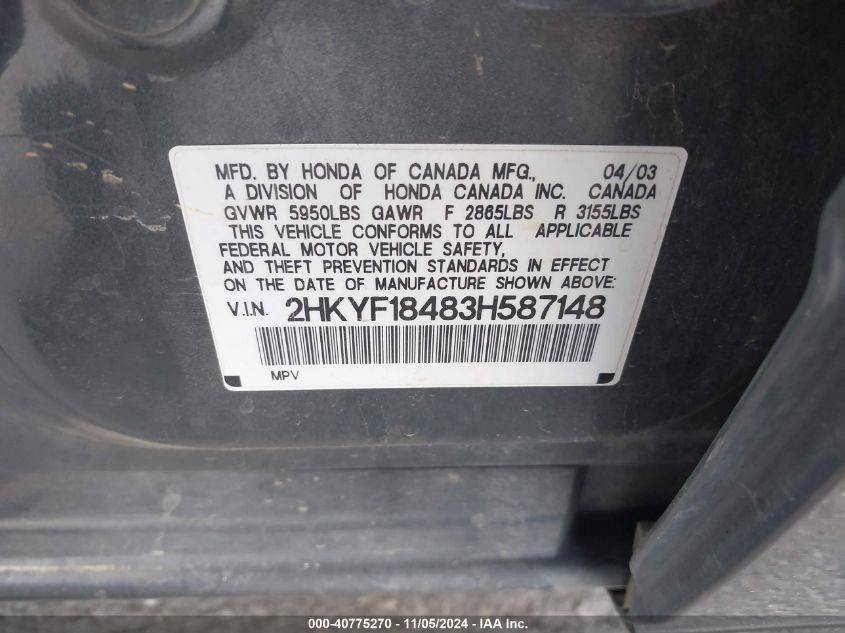 MFD. BY HONDA OF CANADA MFG., 04/03
A DIVISION OF HONDA CANADA INC. CANADA
GVWR 5950LBS GAWR F 2865LBS R 3155LBS
THIS VEHICLE CONFORMS TO ALL APPLICABLE
FEDERAL MOTOR VEHICLE SAFETY,
AND THEFT PREVENTION STANDARDS IN EFFECT
ON THE DATE OF MANUFACTURE SHOWN ABOVE:
V.I.N. 2HKYF18483H587148
MPV
000-40775270 - 11/05/2024 - IAA Inc.